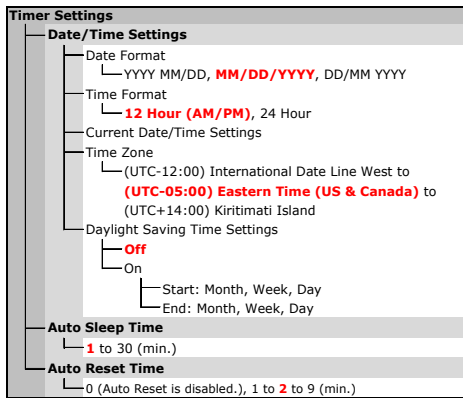 Timer Settings
Date/Time Settings
Date Format
YYYY MM/DD, MM/DD/YYYY, DD/MM YYYY
Time Format
12 Hour (AM/PM), 24 Hour
Current Date/Time Settings
Time Zone
(UTC-12:00) International Date Line West to
(UTC-05:00) Eastern Time (US & Canada) to
(UTC+14:00) Kiritimati Island
Daylight Saving Time Settings
Off
On
Start: Month, Week, Day
End: Month, Week, Day
Auto Sleep Time
1 to 30 (min.)
Auto Reset Time
0 (Auto Reset is disabled.), 1 to 2 to 9 (min.)